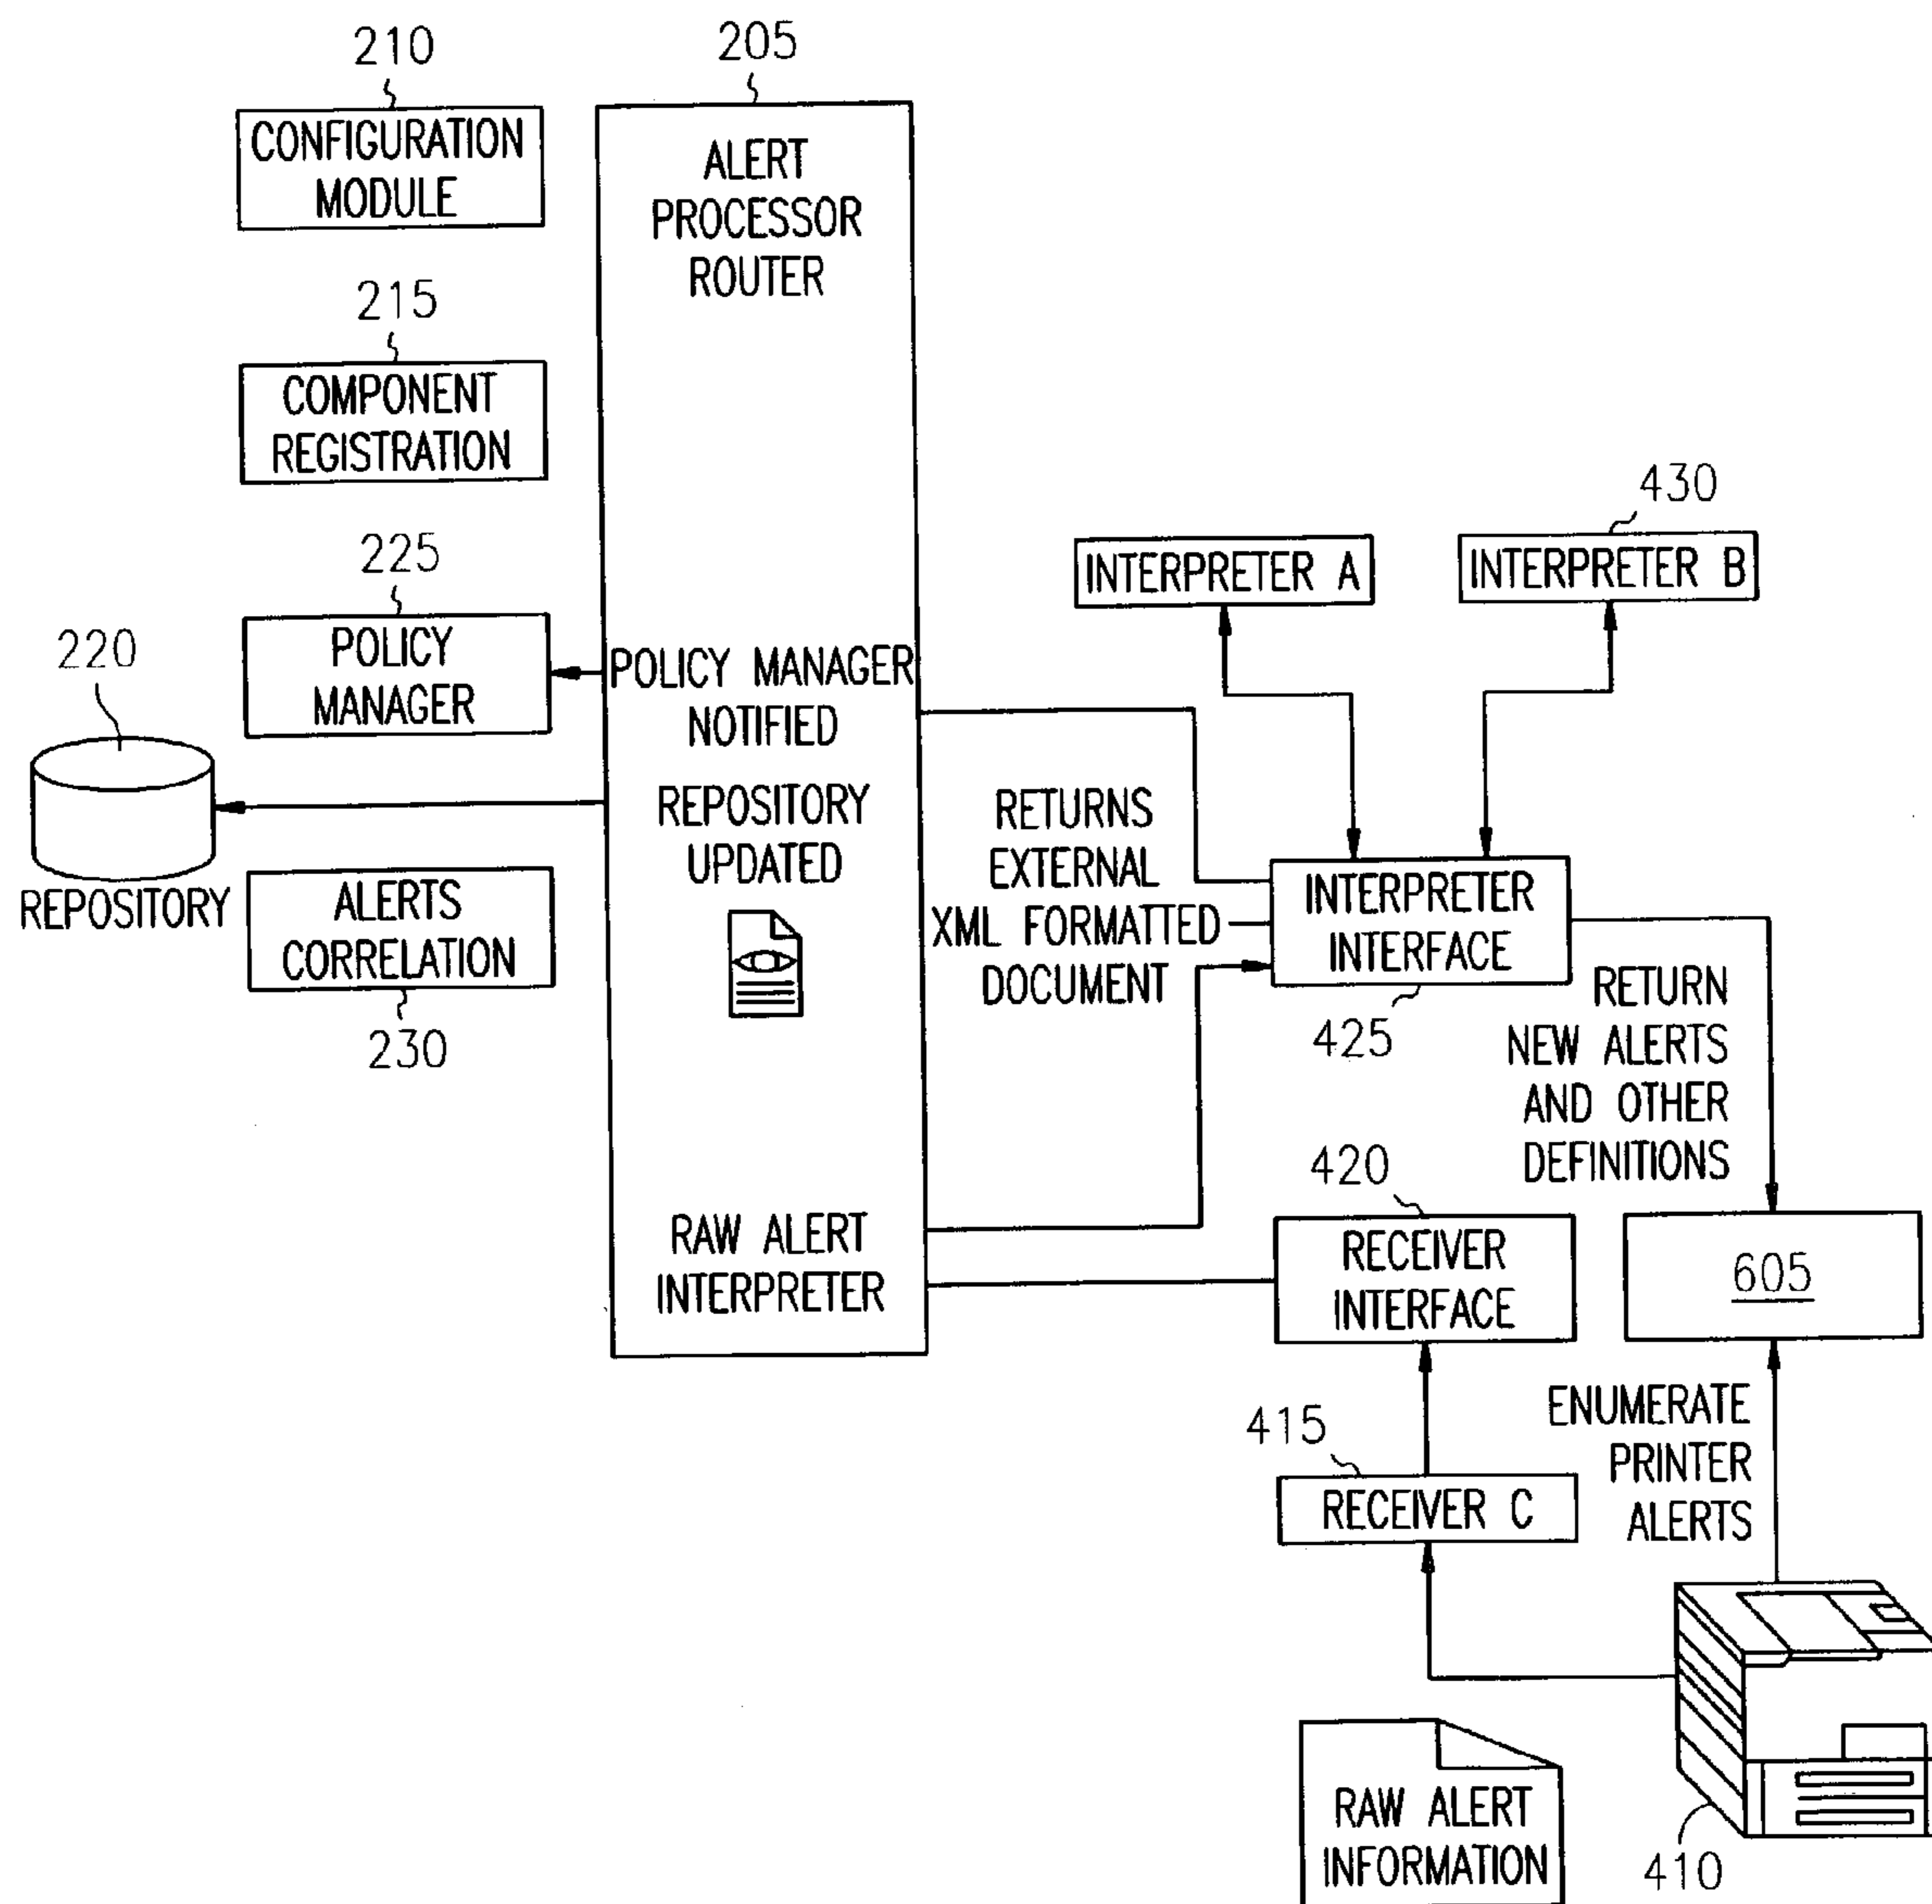 210
CONFIGURATION
MODULE
205
ALERT
PROCESSOR
ROUTER
215
COMPONENT
REGISTRATION
225
POLICY
MANAGER
220
REPOSITORY
ALERTS
CORRELATION
230
POLICY MANAGER
NOTIFIED
REPOSITORY
UPDATED
RAW ALERT
INTERPRETER
INTERPRETER A
430
INTERPRETER B
RETURNS
EXTERNAL
XML FORMATTED
DOCUMENT
INTERPRETER
INTERFACE
425
RETURN
NEW ALERTS
AND OTHER
DEFINITIONS
420
RECEIVER
INTERFACE
605
415
RECEIVER C
ENUMERATE
PRINTER
ALERTS
RAW ALERT
INFORMATION
410